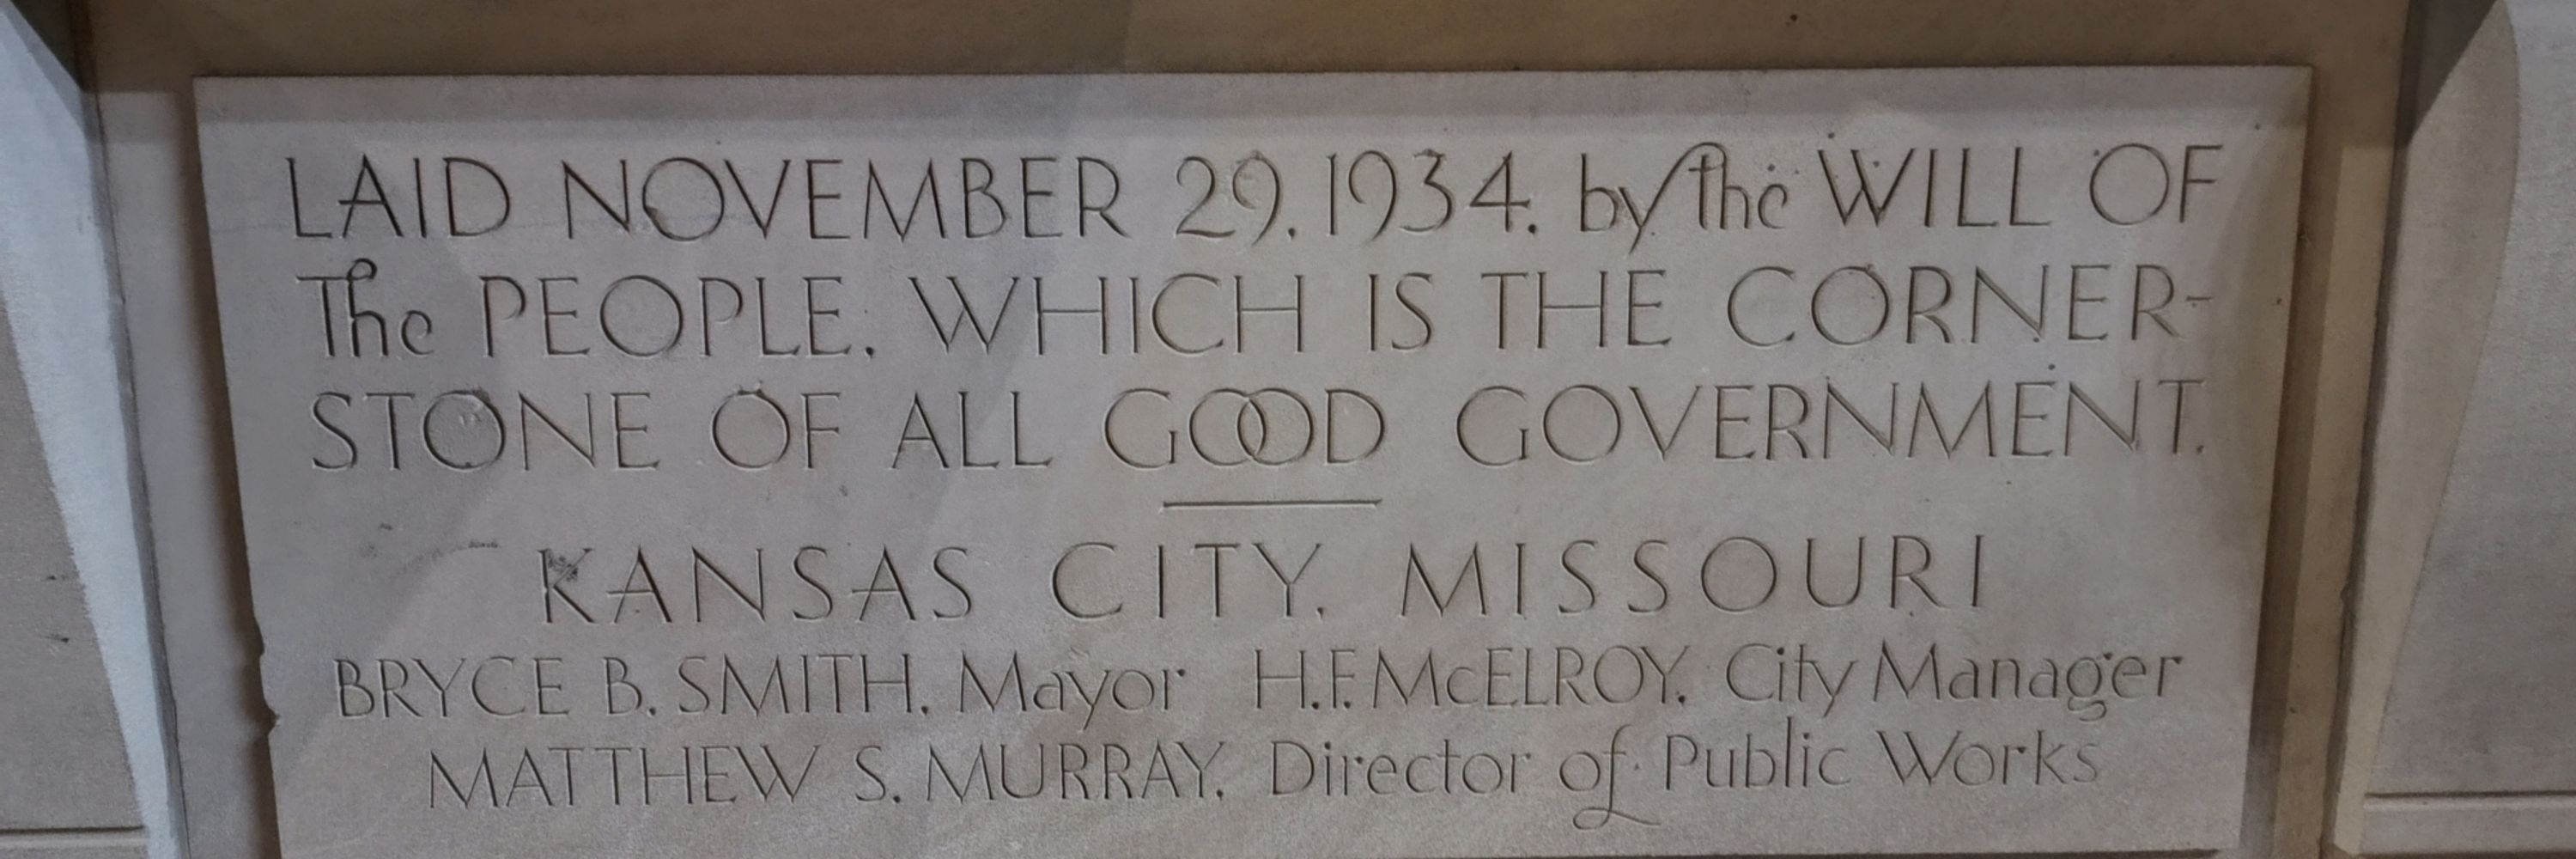 LAID NOVEMBER 29, 1934, by the WILL OF
The PEOPLE, WHICH IS THE CORNER-
STONE OF ALL GOOD GOVERNMENT.
KANSAS CITY, MISSOURI
BRYCE B. SMITH, Mayor H.F. McELROY, City Manager
MATTHEW S. MURRAY, Director of Public Works